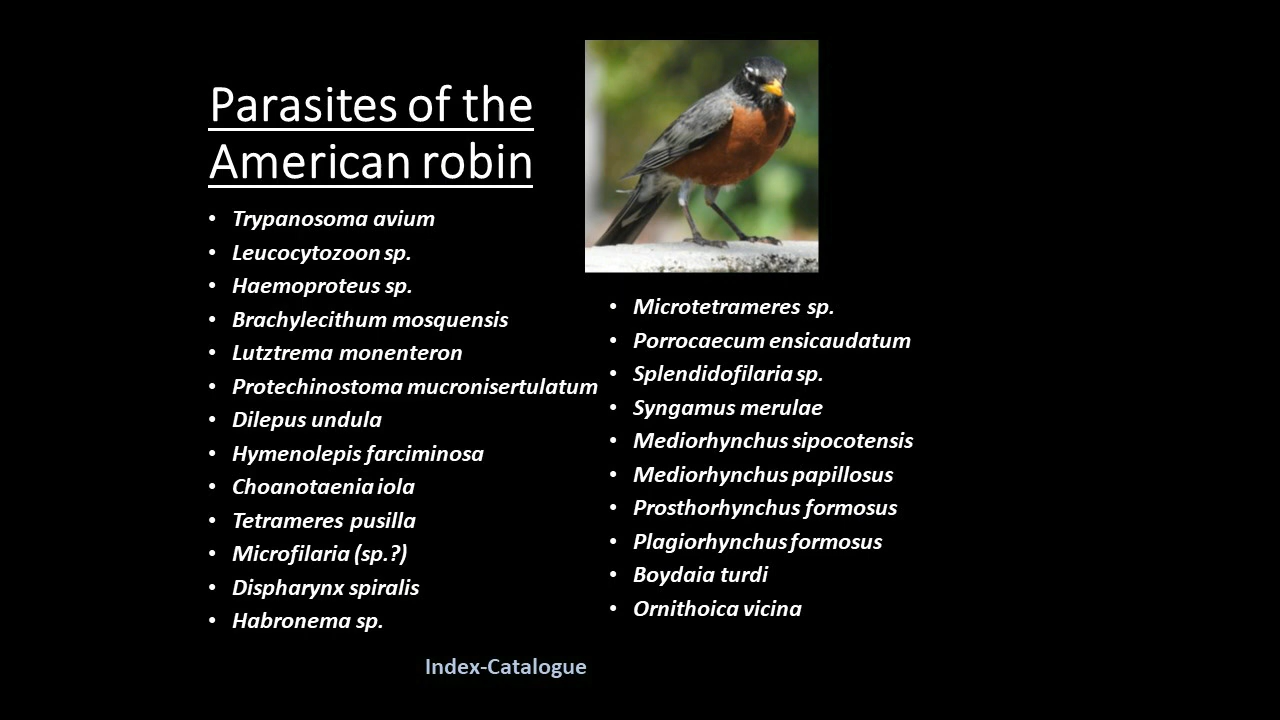 Parasites of the
American robin
• Trypanosoma avium
• Leucocytozoon sp.
• Haemoproteus sp.
• Brachylecithum mosquensis
• Lutztrema monenteron
• Protechinostoma mucronisertulatum
• Dilepus undula
• Hymenolepis farciminosa
• Choanotaenia iola
• Tetrameres pusilla
• Microfilaria (sp.?)
• Dispharynx spiralis
• Habronema sp.
• Microtetrameres sp.
• Porrocaecum ensicaudatum
• Splendidofilaria sp.
• Syngamus merulae
• Mediorhynchus sipocotensis
• Mediorhynchus papillosus
• Prosthorhynchus formosus
• Plagiorhynchus formosus
• Boydaia turdi
• Ornithoica vicina
Index-Catalogue